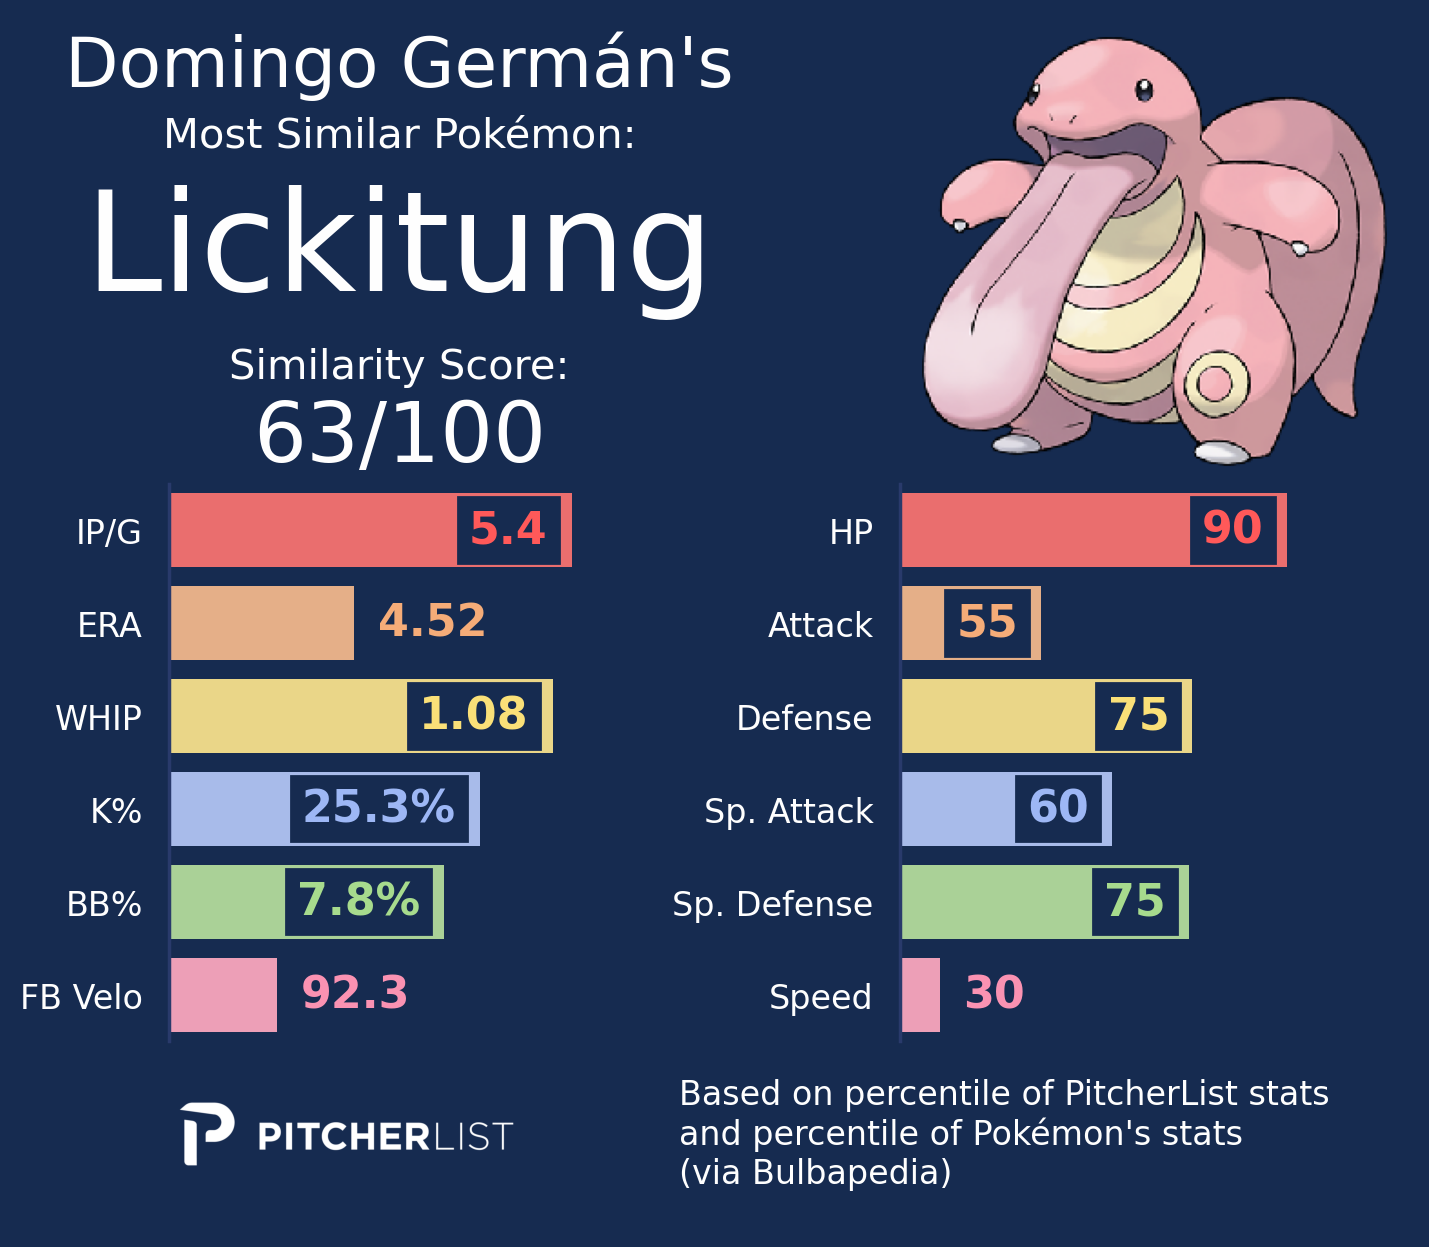 Domingo Germán's
Most Similar Pokémon:
Lickitung
Similarity Score:
63/100
IP/G 5.4
ERA 4.52
WHIP 1.08
K% 25.3%
BB% 7.8%
FB Velo 92.3
HP 90
Attack 55
Defense 75
Sp. Attack 60
Sp. Defense 75
Speed 30
PITCHERLIST
Based on percentile of PitcherList stats
and percentile of Pokémon's stats
(via Bulbapedia)